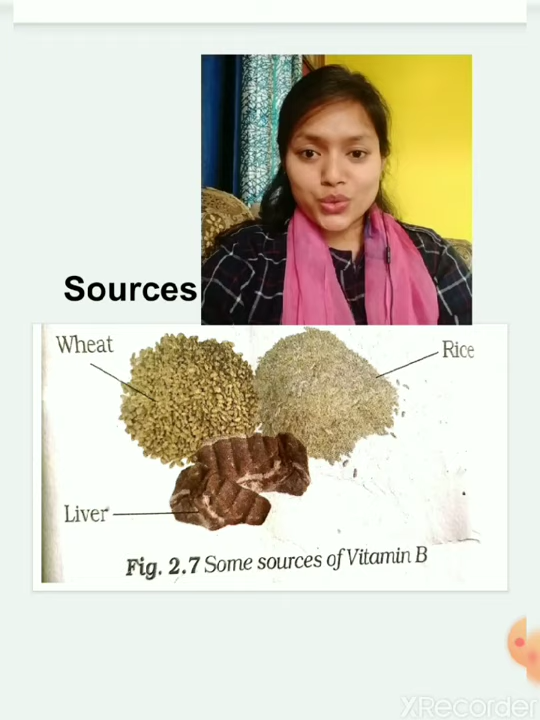 Sources
Wheat
Rice
Liver
Fig. 2.7 Some sources of Vitamin B
XRecorder